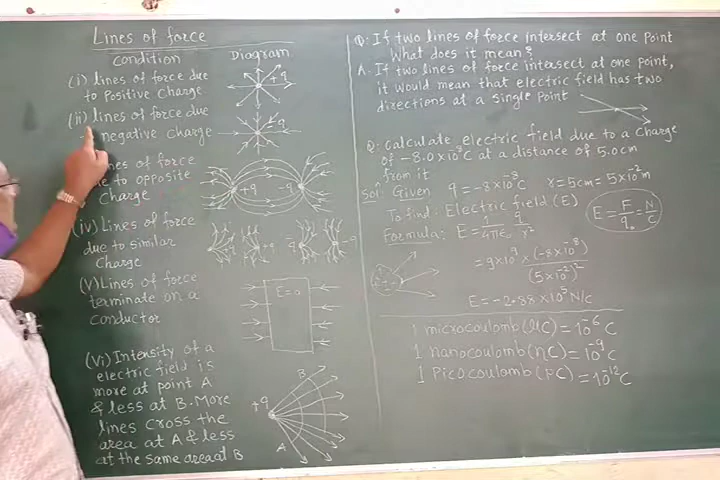 Lines of force
Condition Diagram
(i) lines of force due
to Positive Charge
+q
(ii) lines of force due
negative Charge
-q
lines of force
due to opposite
Charge
+q -q
(iv) Lines of force
due to similar
Charge
+q -q
(V) Lines of force
terminate on a
conductor
E=0
(Vi) Intensity of a
electric field is
more at point A
& less at B. More
lines cross the
area at A & less
at the same area at B
+q
B
A
Q: If two lines of force intersect at one point
What does it mean?
A. If two lines of force intersect at one point,
it would mean that electric field has two
directions at a single point
Q: Calculate electric field due to a Charge
of -8.0×10⁻⁸C at a distance of 5.0cm
from it
Solⁿ: Given q = -8×10⁻⁸C r=5cm = 5×10⁻²m
To find: Electric field (E)
Formula: E = 1/4πε₀ q/r²
E = F/q₀ = N/C
= 9×10⁹ × (-8×10⁻⁸)/(5×10⁻²)²
E = -2.88×10⁵ N/C
1 microcoulomb (μC) = 10⁻⁶ C
1 nanocoulomb (nC) = 10⁻⁹ C
1 Picocoulomb (PC) = 10⁻¹² C